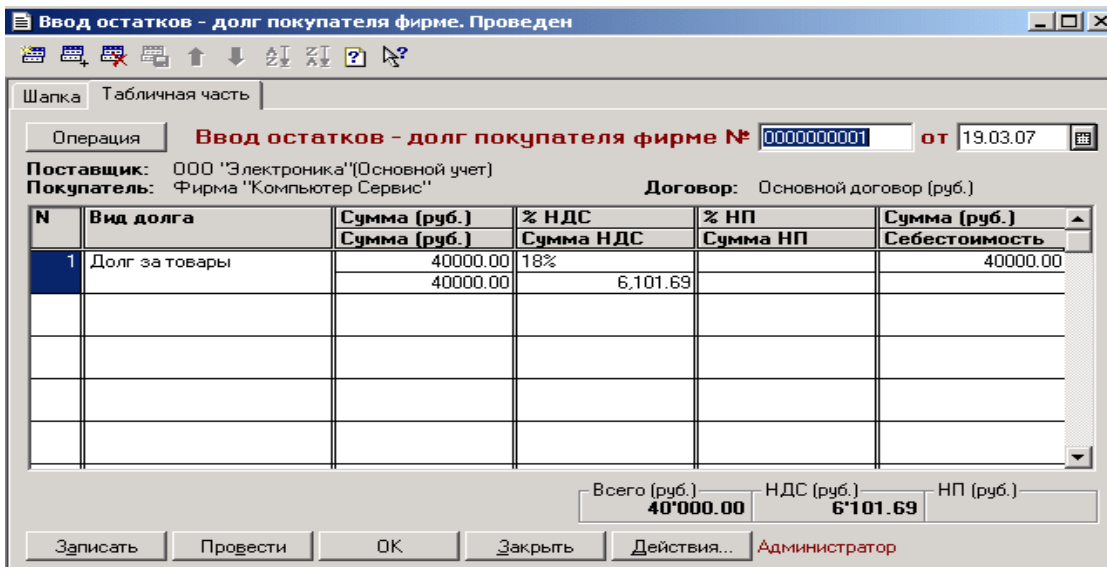 Ввод остатков - долг покупателя фирме. Проведен
Шапка Табличная часть
Операция Ввод остатков - долг покупателя фирме № 0000000001 от 19.03.07
Поставщик: ООО "Электроника"(Основной учет)
Покупатель: Фирма "Компьютер Сервис" Договор: Основной договор (руб.)
N Вид долга Сумма (руб.) % НДС % НП Сумма (руб.)
Сумма (руб.) Сумма НДС Сумма НП Себестоимость
1 Долг за товары 40000.00 18% 40000.00
40000.00 6,101.69
Всего (руб.) НДС (руб.) НП (руб.)
40'000.00 6'101.69
Записать Провести OK Закрыть Действия... Администратор